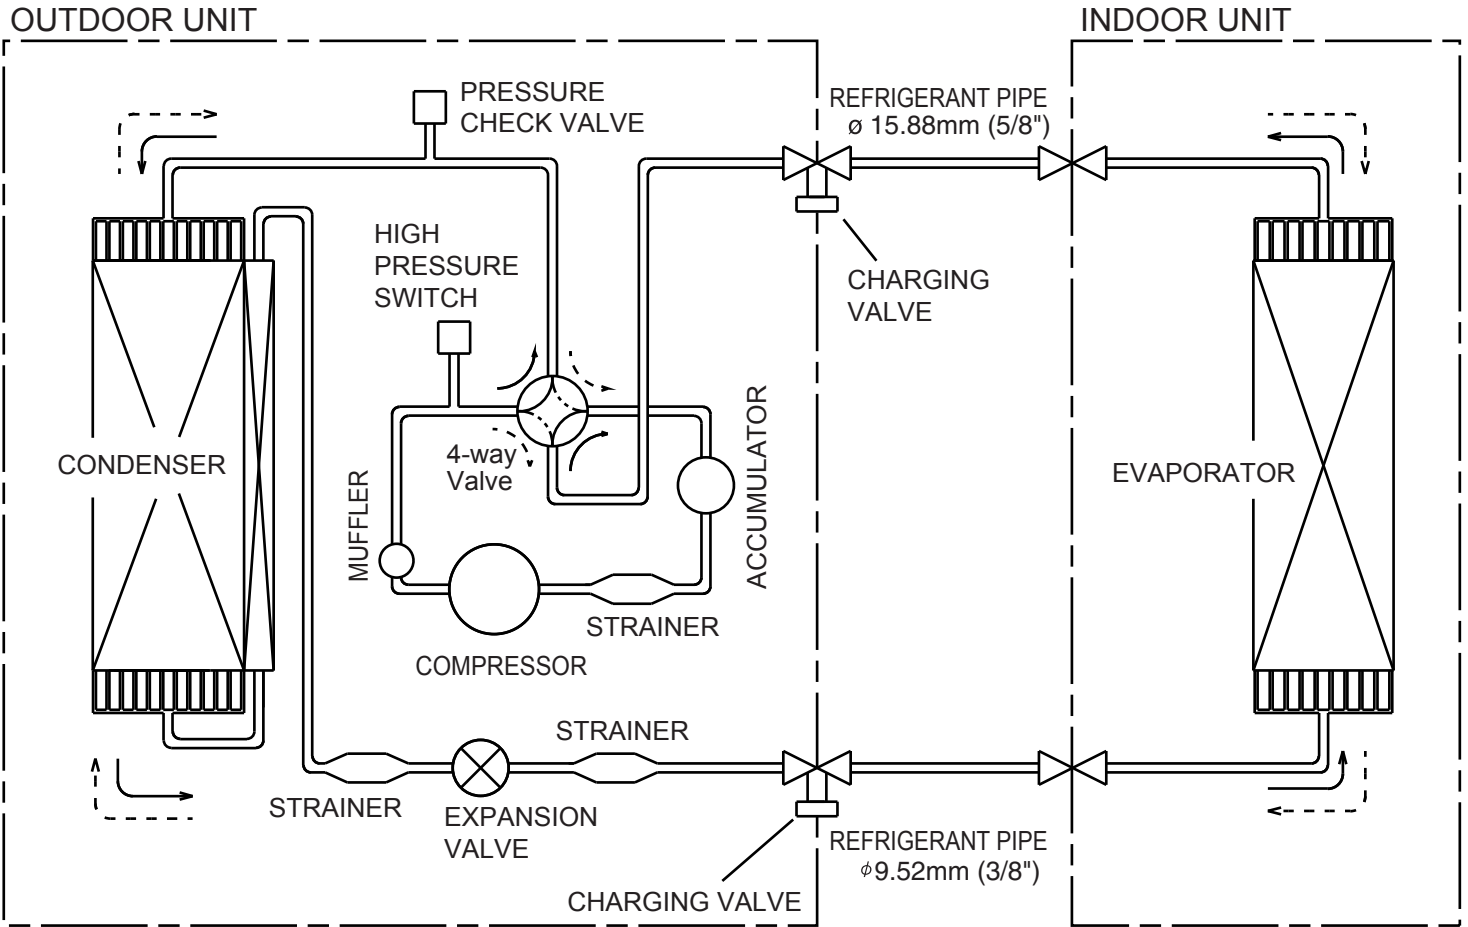 OUTDOOR UNIT
INDOOR UNIT
PRESSURE
CHECK VALVE
REFRIGERANT PIPE
ø 15.88mm (5/8")
HIGH
PRESSURE
SWITCH
CHARGING
VALVE
4-way
Valve
ACCUMULATOR
CONDENSER
EVAPORATOR
MUFFLER
STRAINER
COMPRESSOR
STRAINER
STRAINER
EXPANSION
VALVE
REFRIGERANT PIPE
ø9.52mm (3/8")
CHARGING VALVE